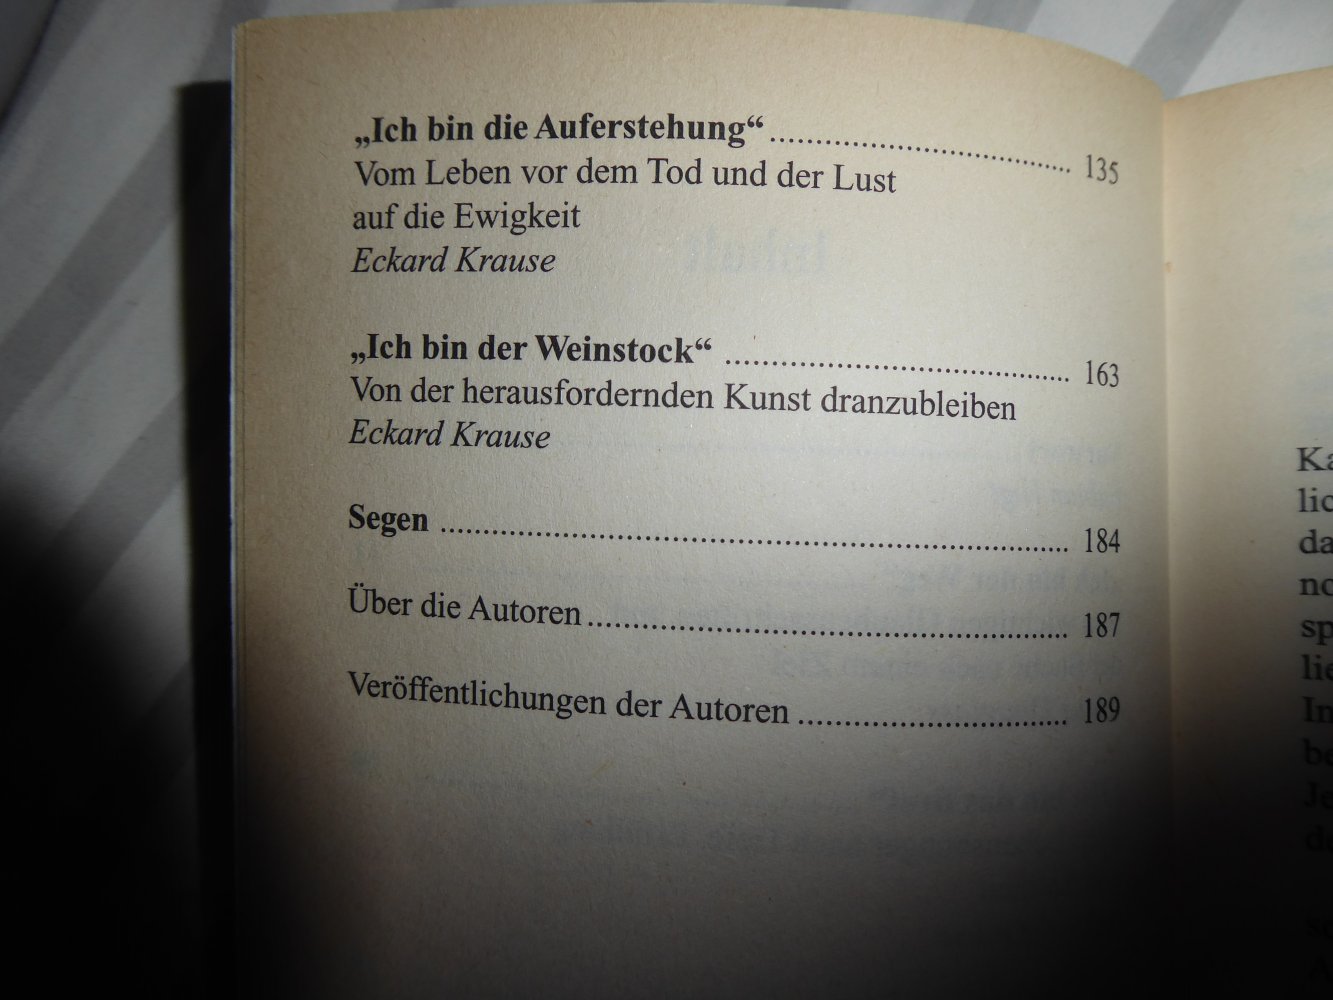 „Ich bin die Auferstehung“ ........................................ 135
Vom Leben vor dem Tod und der Lust
auf die Ewigkeit
Eckard Krause
„Ich bin der Weinstock“ ........................................ 163
Von der herausfordernden Kunst dranzubleiben
Eckard Krause
Segen ........................................ 184
Über die Autoren ........................................ 187
Veröffentlichungen der Autoren ........................................ 189